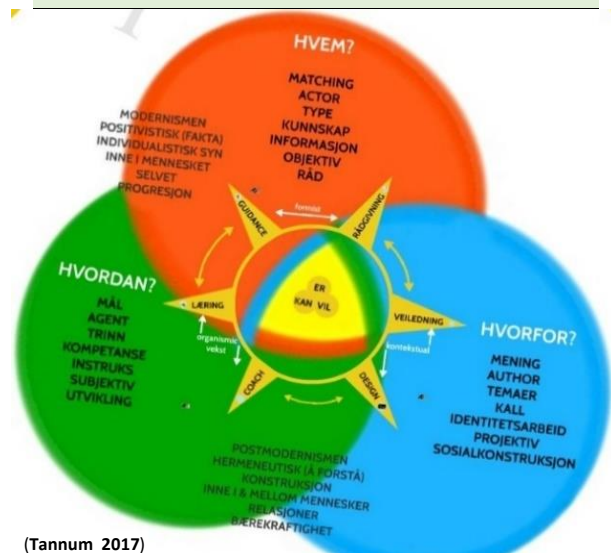 HVEM?
MATCHING
ACTOR
TYPE
KUNNSKAP
INFORMASJON
OBJEKTIV
RÅD
MODERNISMEN
POSITIVISTISK (FAKTA)
INDIVIDUALISTISK SYN
INNE I MENNESKET
SELVET
PROGRESJON
GUIDANCE
formist
RÅDGIVNING
HVORDAN?
MÅL
AGENT
TRINN
KOMPETANSE
INSTRUKS
SUBJEKTIV
UTVIKLING
LÆRING
ER
KAN VIL
VEILEDNING
organismic
vekst
kontekstual
COACH
DESIGN
HVORFOR?
MENING
AUTHOR
TEMAER
KALL
IDENTITETSARBEID
PROJEKTIV
SOSIALKONSTRUKSJON
POSTMODERNISMEN
HERMENEUTISK (Å FORSTÅ)
KONSTRUKSJON
INNE I & MELLOM MENNESKER
RELASJONER
BÆREKRAFTIGHET
(Tannum 2017)